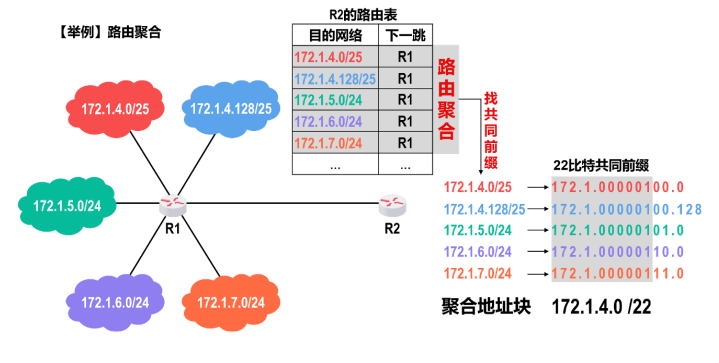 【举例】路由聚合
R2的路由表
目的网络 下一跳
172.1.4.0/25 R1
172.1.4.128/25 R1
172.1.5.0/24 R1
172.1.6.0/24 R1
172.1.7.0/24 R1
... ...
路由聚合
找共同前缀
172.1.4.0/25
172.1.4.128/25
172.1.5.0/24
172.1.6.0/24
172.1.7.0/24
R1
R2
22比特共同前缀
172.1.4.0/25 172.1.00000100.0
172.1.4.128/25 172.1.00000100.128
172.1.5.0/24 172.1.00000101.0
172.1.6.0/24 172.1.00000110.0
172.1.7.0/24 172.1.00000111.0
聚合地址块 172.1.4.0 /22